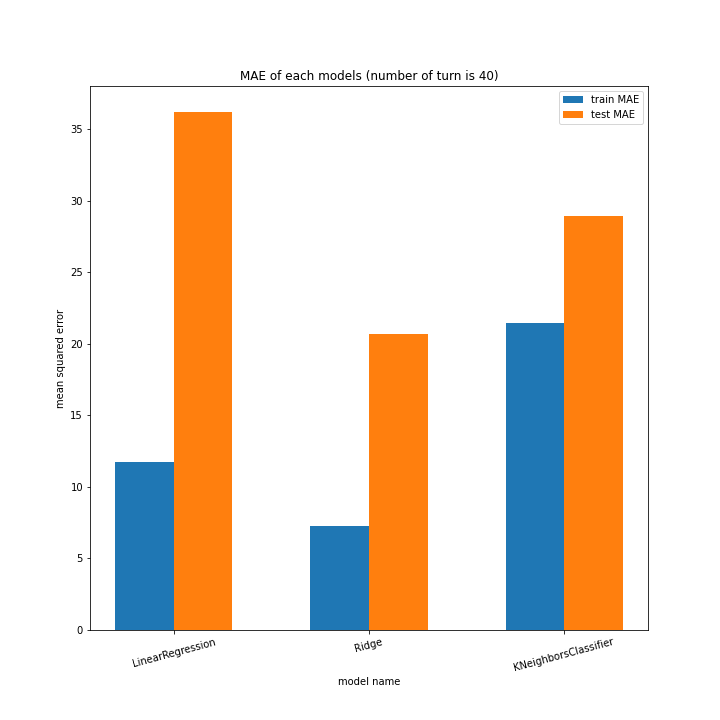 MAE of each models (number of turn is 40)
train MAE
test MAE
mean squared error
35
30
25
20
15
10
5
0
LinearRegression
Ridge
KNeighborsClassifier
model name